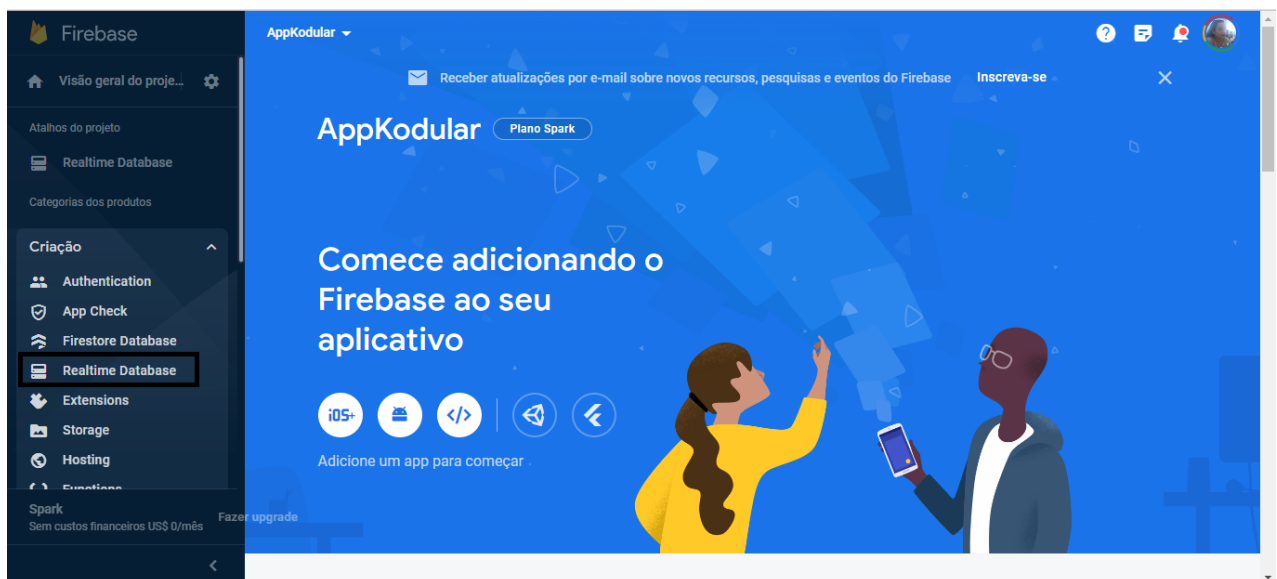 Firebase
AppKodular
Visão geral do proje...
Receber atualizações por e-mail sobre novos recursos, pesquisas e eventos do Firebase Inscreva-se
Atalhos do projeto
Realtime Database
Categorias dos produtos
Criação
Authentication
App Check
Firestore Database
Realtime Database
Extensions
Storage
Hosting
Functions
Spark
Sem custos financeiros US$ 0/mês
Fazer upgrade
AppKodular Plano Spark
Comece adicionando o
Firebase ao seu
aplicativo
iOS+ </>
Adicione um app para começar